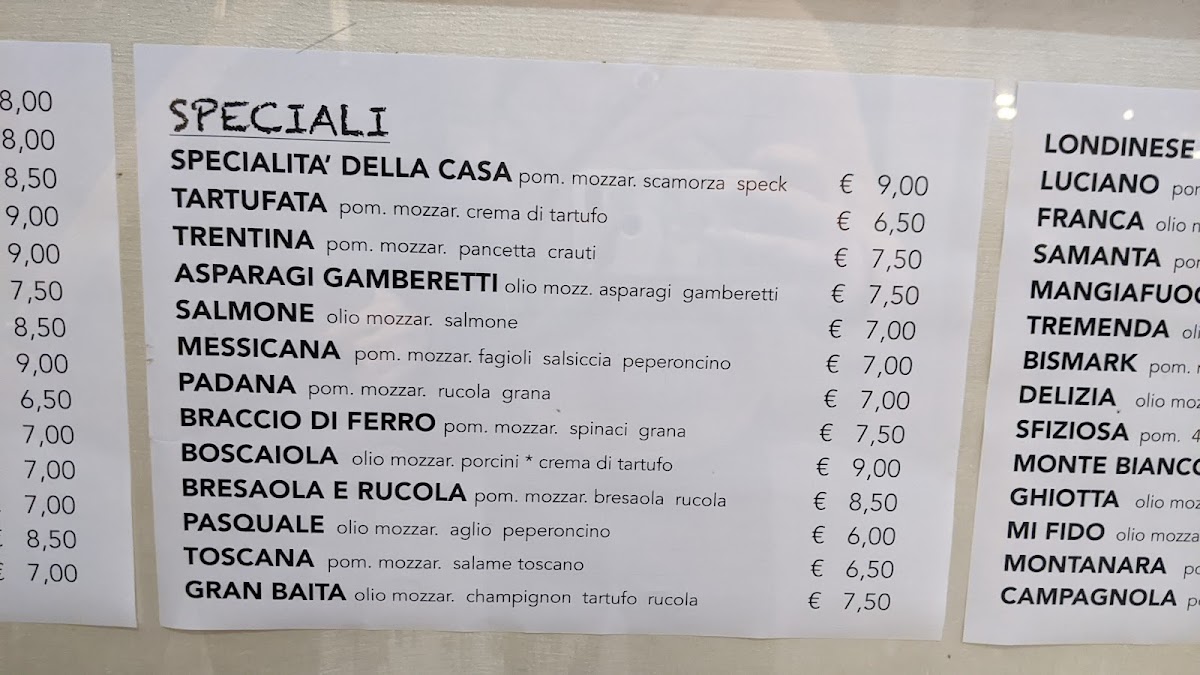 8,00
8,00
8,50
9,00
9,00
7,50
8,50
9,00
6,50
7,00
7,00
7,00
€ 8,50
€ 7,00
SPECIALI
SPECIALITA' DELLA CASA pom. mozzar. scamorza speck € 9,00
TARTUFATA pom. mozzar. crema di tartufo € 6,50
TRENTINA pom. mozzar. pancetta crauti € 7,50
ASPARAGI GAMBERETTI olio mozz. asparagi gamberetti € 7,50
SALMONE olio mozzar. salmone € 7,00
MESSICANA pom. mozzar. fagioli salsiccia peperoncino € 7,00
PADANA pom. mozzar. rucola grana € 7,00
BRACCIO DI FERRO pom. mozzar. spinaci grana € 7,50
BOSCAIOLA olio mozzar. porcini * crema di tartufo € 9,00
BRESAOLA E RUCOLA pom. mozzar. bresaola rucola € 8,50
PASQUALE olio mozzar. aglio peperoncino € 6,00
TOSCANA pom. mozzar. salame toscano € 6,50
GRAN BAITA olio mozzar. champignon tartufo rucola € 7,50
LONDINESE
LUCIANO
FRANCA olio
SAMANTA
MANGIAFUOC
TREMENDA
BISMARK pom.
DELIZIA olio
SFIZIOSA pom. 4
MONTE BIANCO
GHIOTTA olio
MI FIDO olio mozza
MONTANARA
CAMPAGNOLA